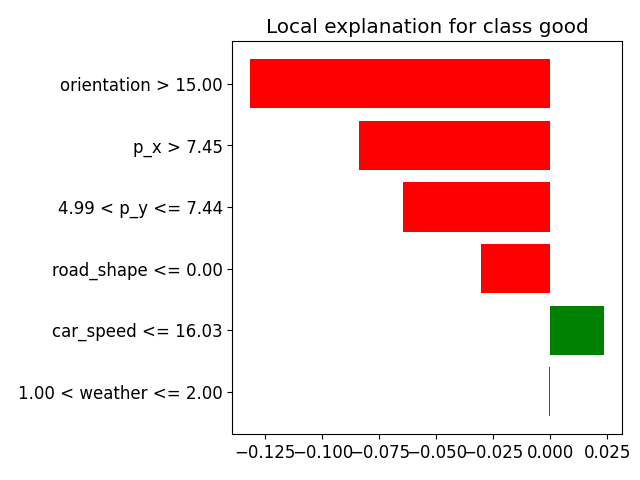 Local explanation for class good
orientation > 15.00
p_x > 7.45
4.99 < p_y <= 7.44
road_shape <= 0.00
car_speed <= 16.03
1.00 < weather <= 2.00
−0.125 −0.100 −0.075 −0.050 −0.025 0.000 0.025